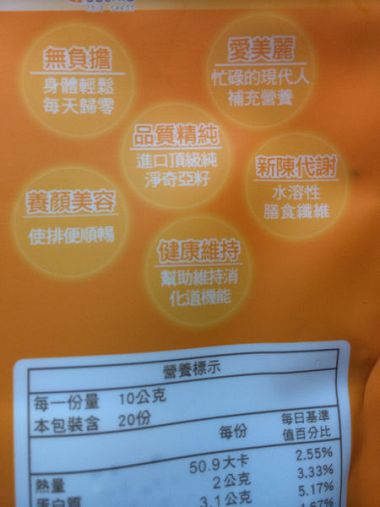 無負擔
身體輕鬆
每天歸零
愛美麗
忙碌的現代人
補充營養
品質精純
進口頂級純
淨奇亞籽
新陳代謝
水溶性
膳食纖維
養顏美容
使排便順暢
健康維持
幫助維持消
化道機能
營養標示
每一份量 10公克
本包裝含 20份
每份 每日基準
值百分比
熱量 50.9大卡 2.55%
蛋白質 2公克 3.33%
3.1公克 5.17%